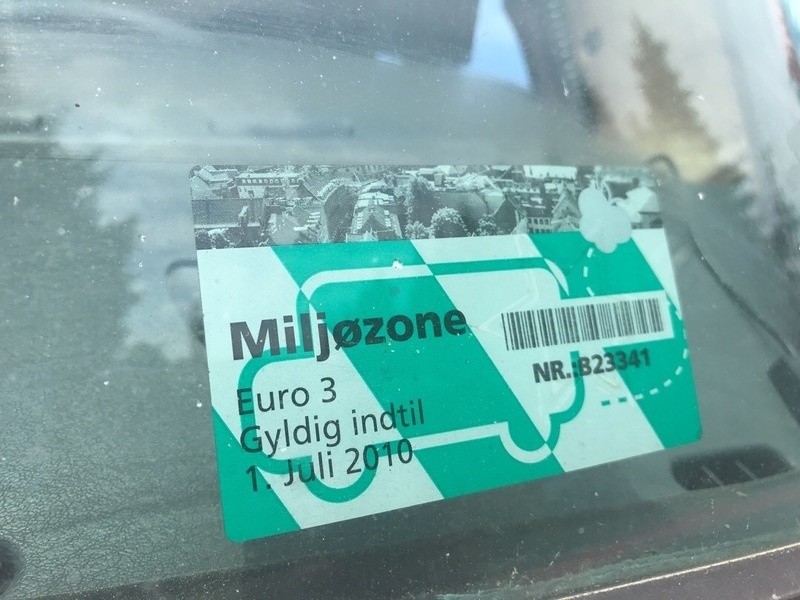 Miljøzone
Euro 3
Gyldig indtil
1. Juli 2010
NR.:B23341